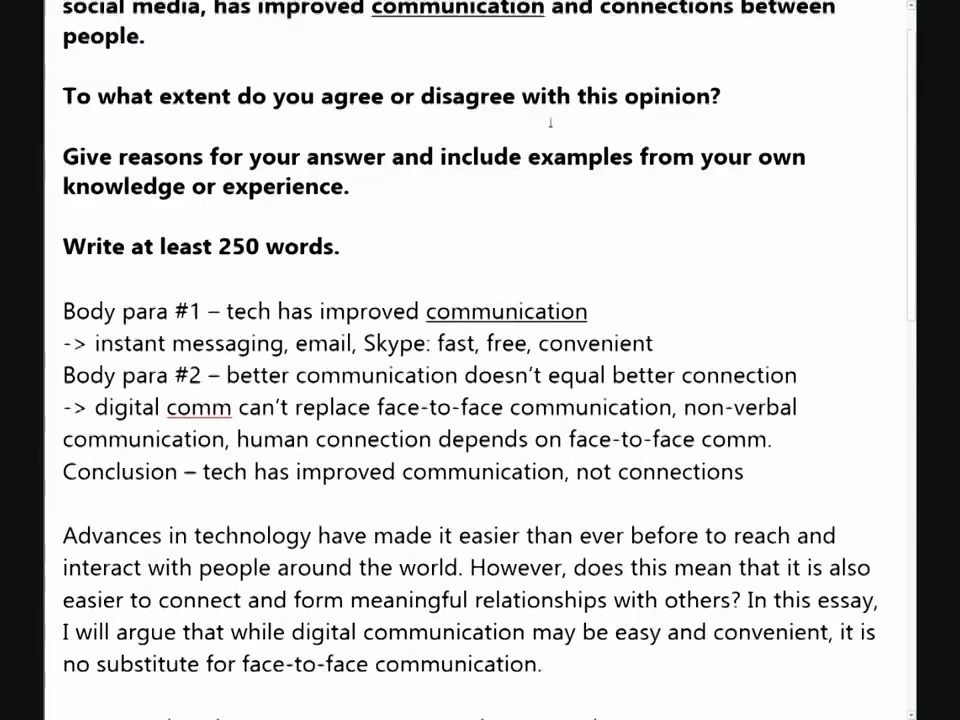 social media, has improved communication and connections between
people.
To what extent do you agree or disagree with this opinion?
Give reasons for your answer and include examples from your own
knowledge or experience.
Write at least 250 words.
Body para #1 – tech has improved communication
-> instant messaging, email, Skype: fast, free, convenient
Body para #2 – better communication doesn't equal better connection
-> digital comm can't replace face-to-face communication, non-verbal
communication, human connection depends on face-to-face comm.
Conclusion – tech has improved communication, not connections
Advances in technology have made it easier than ever before to reach and
interact with people around the world. However, does this mean that it is also
easier to connect and form meaningful relationships with others? In this essay,
I will argue that while digital communication may be easy and convenient, it is
no substitute for face-to-face communication.